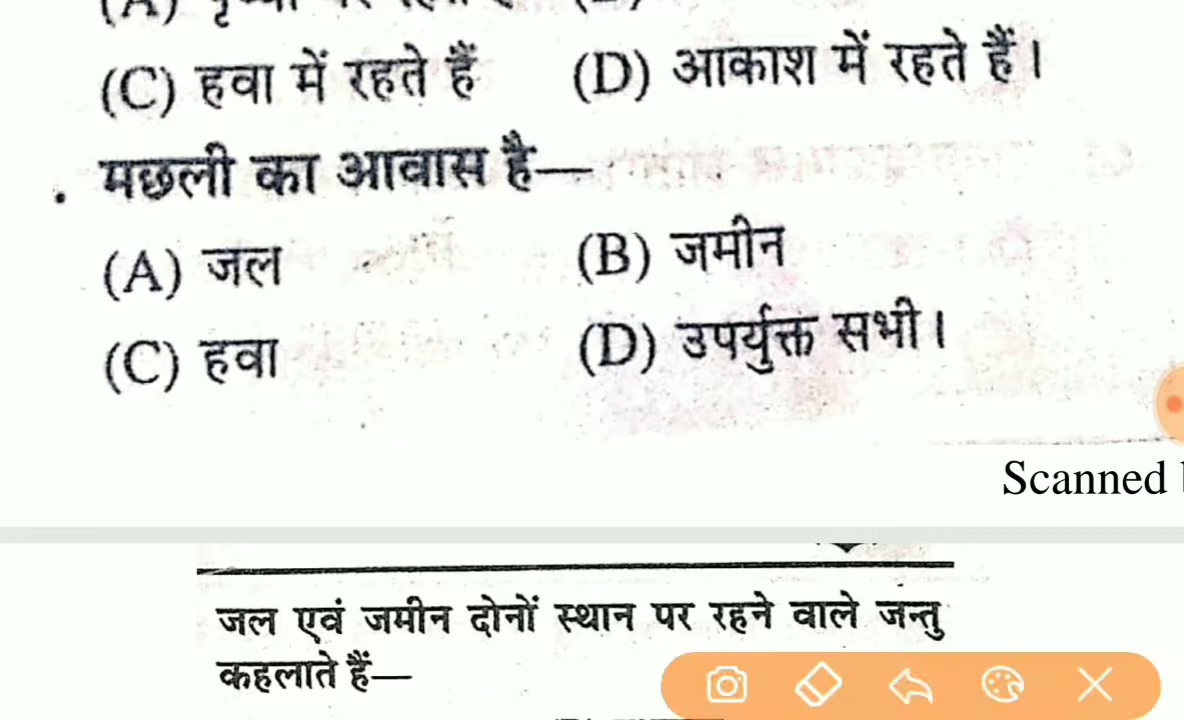 (C) हवा में रहते हैं (D) आकाश में रहते हैं।
मछली का आवास है—
(A) जल (B) जमीन
(C) हवा (D) उपर्युक्त सभी।
Scanned
जल एवं जमीन दोनों स्थान पर रहने वाले जन्तु
कहलाते हैं—